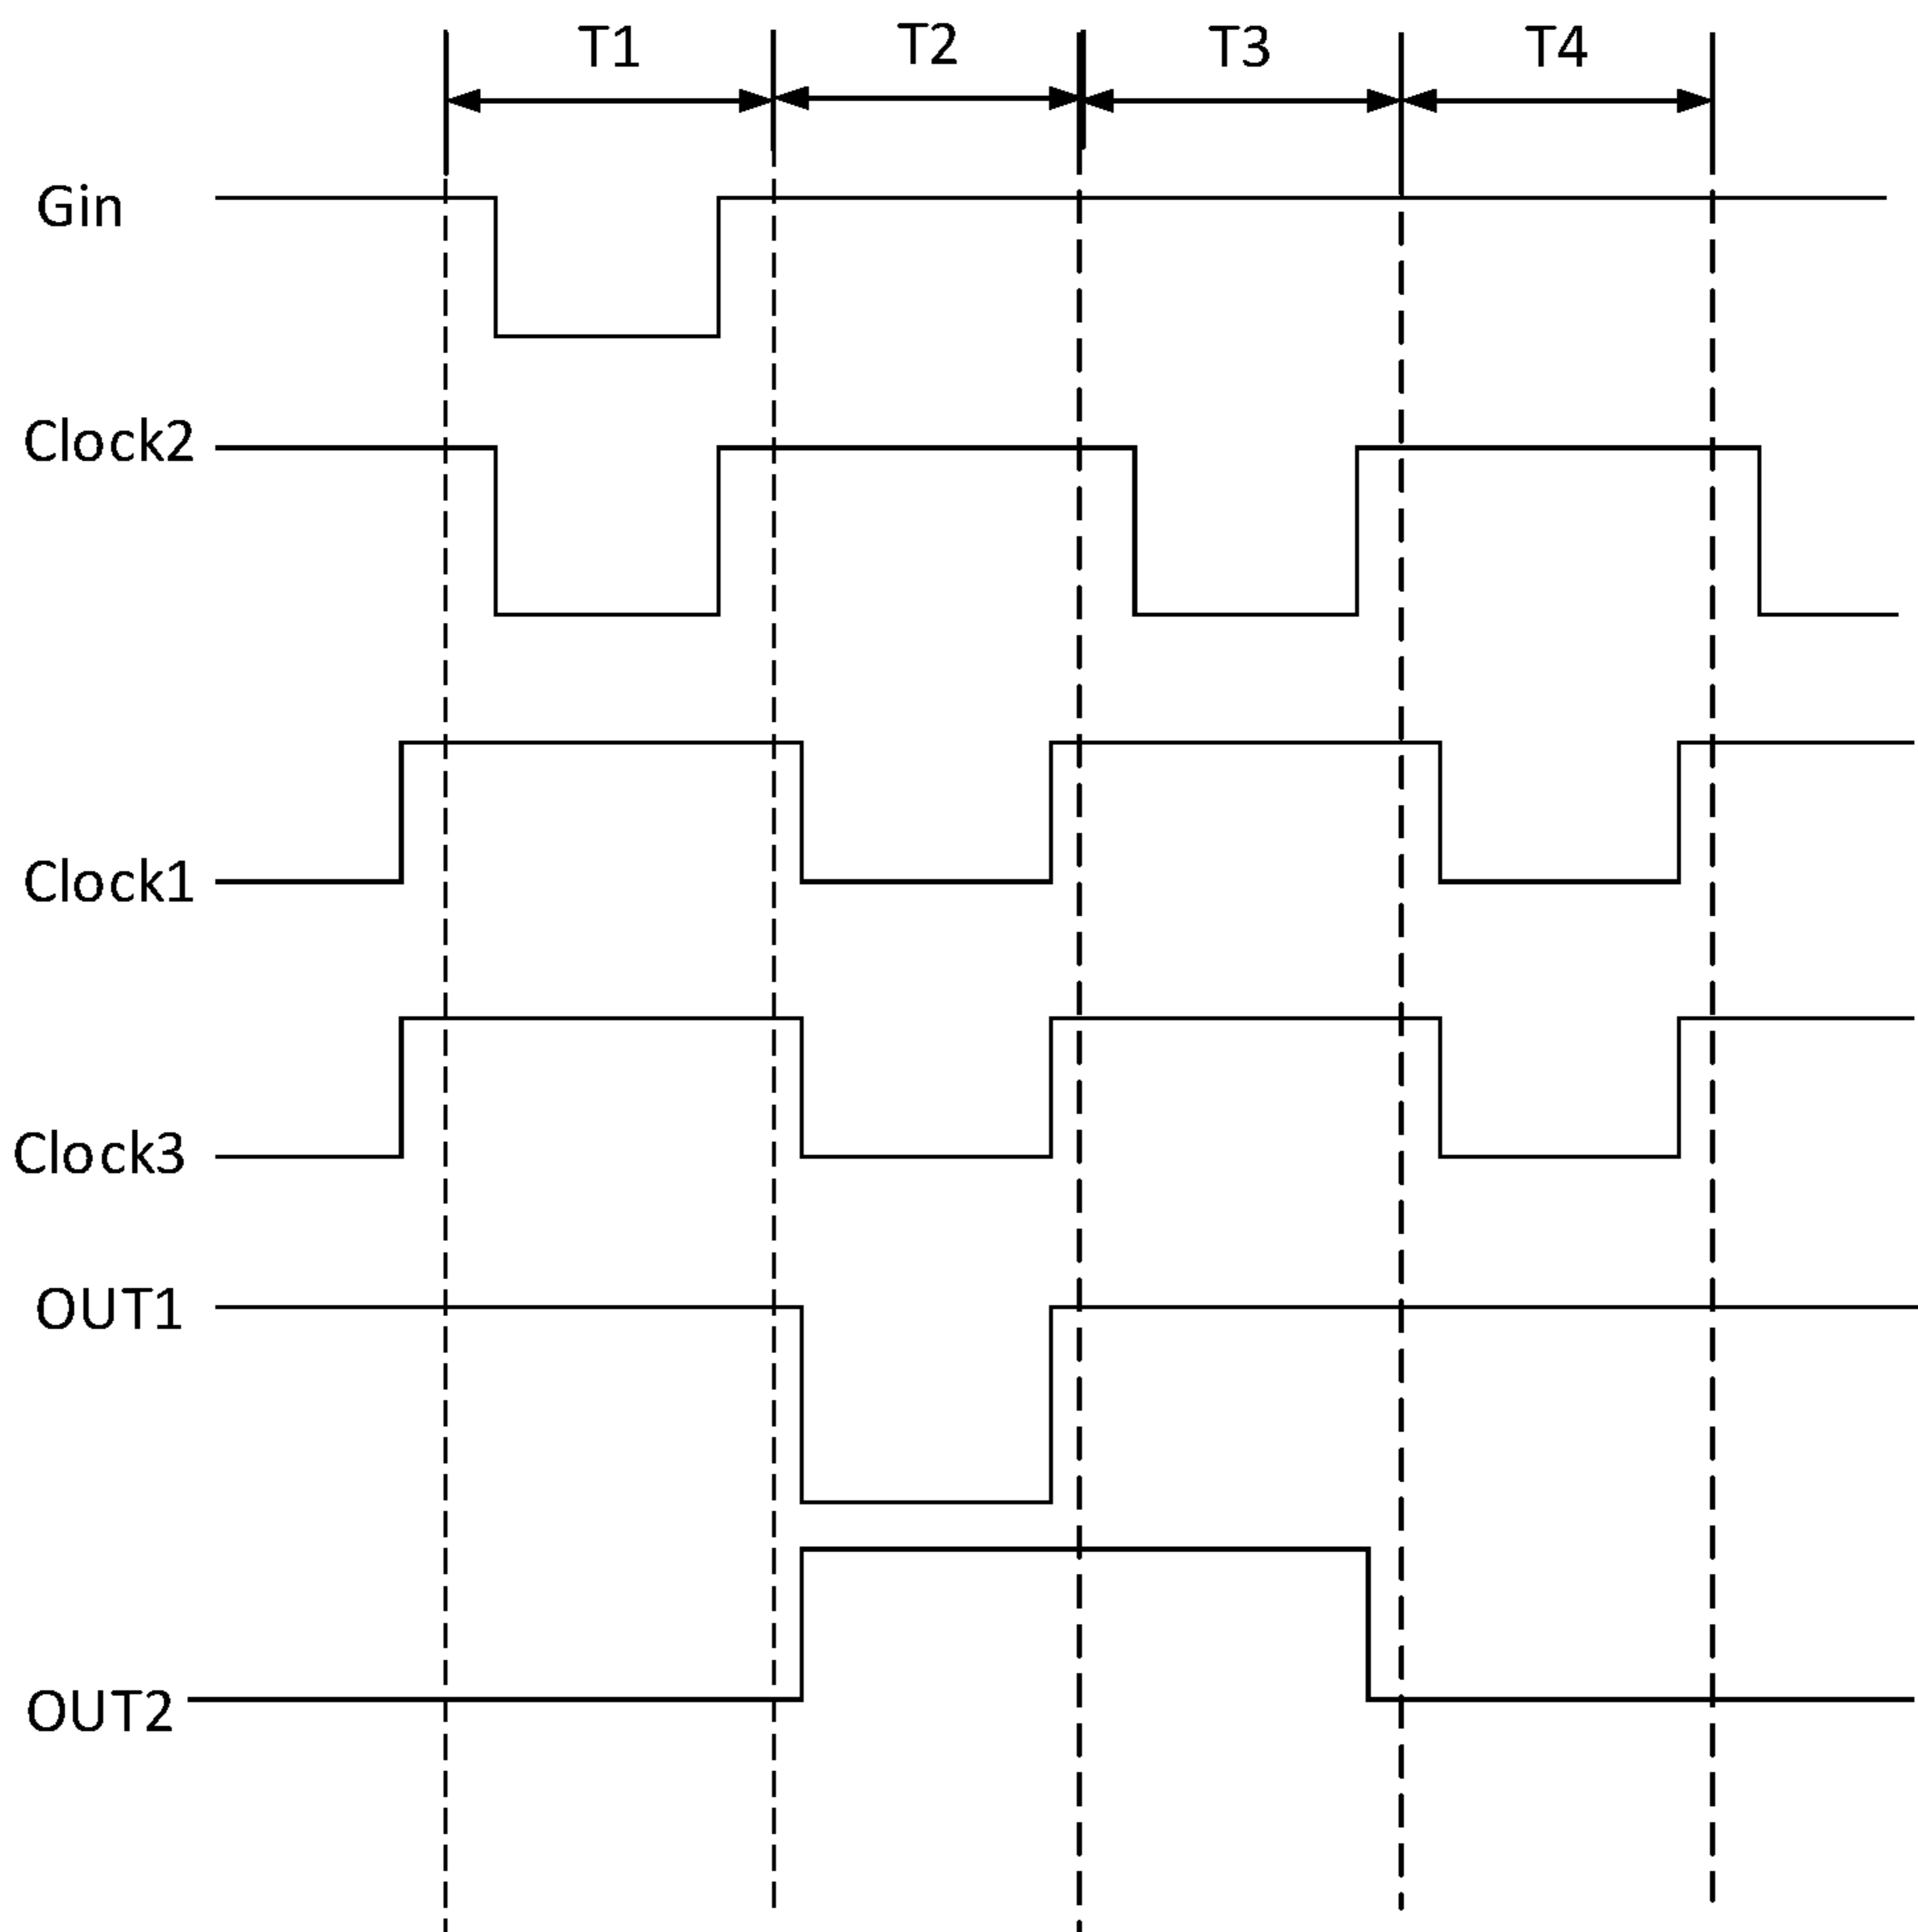 T1 T2 T3 T4
Gin
Clock2
Clock1
Clock3
OUT1
OUT2